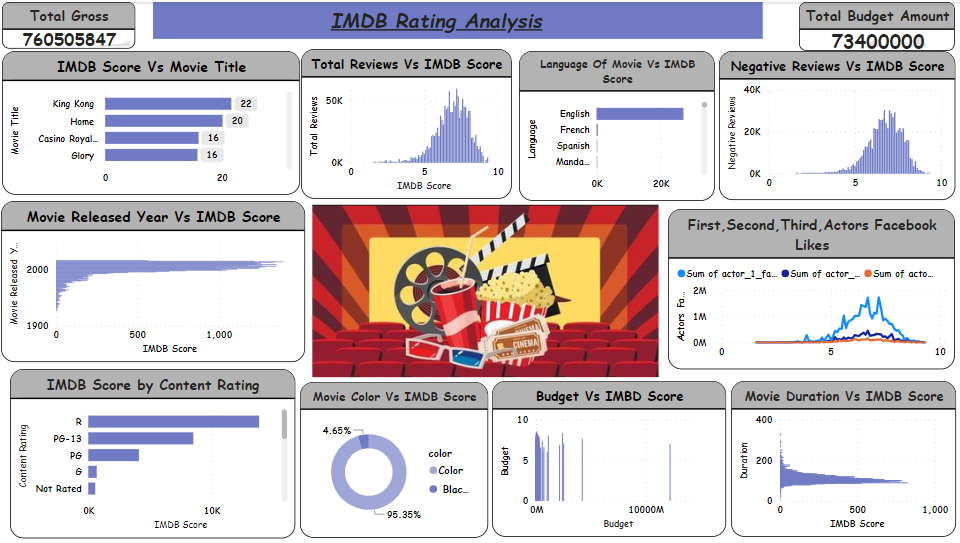 Total Gross
760505847
IMDB Rating Analysis
Total Budget Amount
73400000
IMDB Score Vs Movie Title
Movie Title
King Kong
22
Home
20
Casino Royal...
16
Glory
16
0
20
Total Reviews Vs IMDB Score
Total Reviews
50K
0K
0
5
10
IMDB Score
Language Of Movie Vs IMDB
Score
Language
English
French
Spanish
Manda...
0K
20K
Negative Reviews Vs IMDB Score
Negative Reviews
40K
20K
0K
0
5
10
Movie Released Year Vs IMDB Score
Movie Released Y...
2000
1900
0
500
1,000
IMDB Score
CINEMA
First,Second,Third,Actors Facebook
Likes
Sum of actor_1_fa...
Sum of actor_...
Sum of acto...
Actors Fa...
2M
1M
0M
0
5
10
IMDB Score by Content Rating
Content Rating
R
PG-13
PG
G
Not Rated
0K
10K
IMDB Score
Movie Color Vs IMDB Score
4.65%
95.35%
color
Color
Blac...
Budget Vs IMBD Score
Budget
10
5
0
0M
10000M
Budget
Movie Duration Vs IMDB Score
Duration
400
200
0
0
500
1,000
IMDB Score